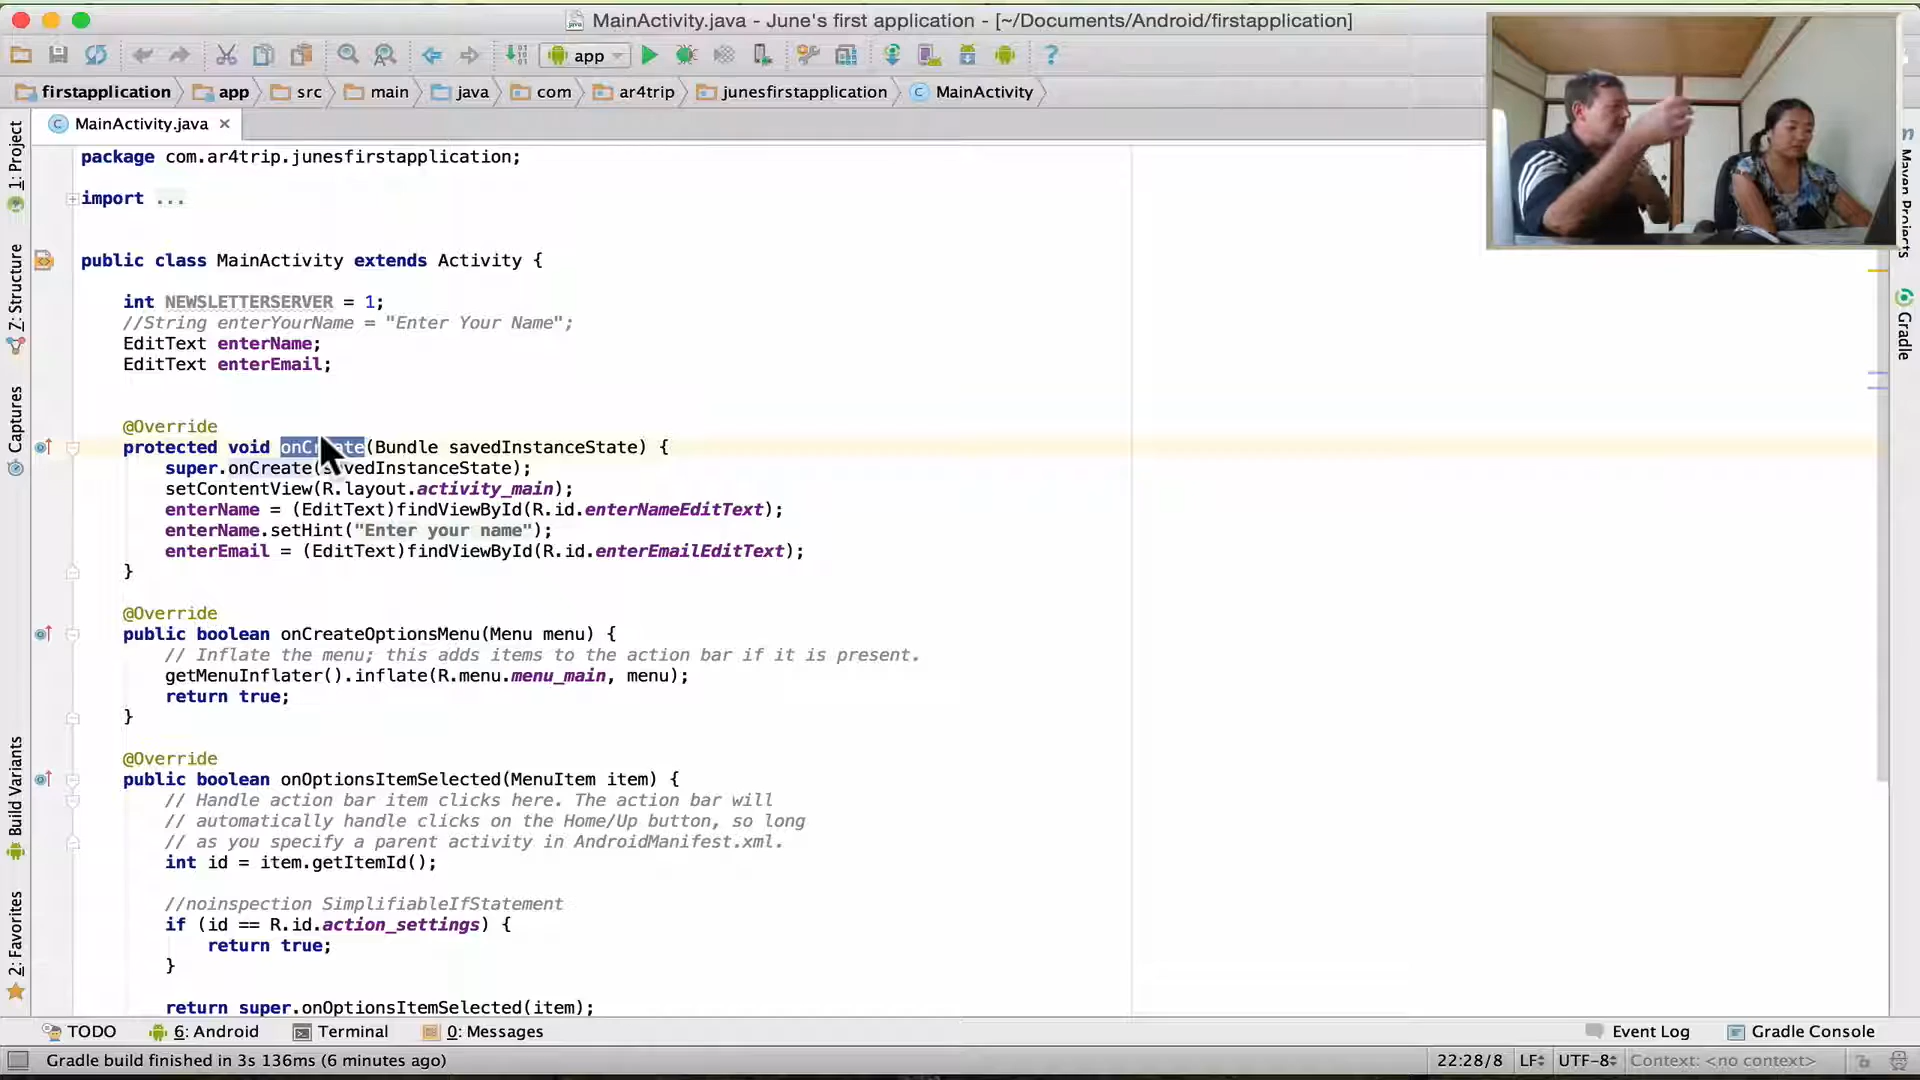 MainActivity.java - June's first application - [~/Documents/Android/firstapplication]
app
firstapplication app src main java com ar4trip junesfirstapplication MainActivity
MainActivity.java
1: Project
Z: Structure
Captures
Build Variants
2: Favorites
package com.ar4trip.junesfirstapplication;
import ...
public class MainActivity extends Activity {
int NEWSLETTERSERVER = 1;
//String enterYourName = "Enter Your Name";
EditText enterName;
EditText enterEmail;
@Override
protected void onCreate(Bundle savedInstanceState) {
super.onCreate(savedInstanceState);
setContentView(R.layout.activity_main);
enterName = (EditText)findViewById(R.id.enterNameEditText);
enterName.setHint("Enter your name");
enterEmail = (EditText)findViewById(R.id.enterEmailEditText);
}
@Override
public boolean onCreateOptionsMenu(Menu menu) {
// Inflate the menu; this adds items to the action bar if it is present.
getMenuInflater().inflate(R.menu.menu_main, menu);
return true;
}
@Override
public boolean onOptionsItemSelected(MenuItem item) {
// Handle action bar item clicks here. The action bar will
// automatically handle clicks on the Home/Up button, so long
// as you specify a parent activity in AndroidManifest.xml.
int id = item.getItemId();
//noinspection SimplifiableIfStatement
if (id == R.id.action_settings) {
return true;
}
return super.onOptionsItemSelected(item);
Maven Projects
Gradle
TODO 6: Android Terminal 0: Messages Event Log Gradle Console
Gradle build finished in 3s 136ms (6 minutes ago) 22:28/8 LF UTF-8 Context: <no context>